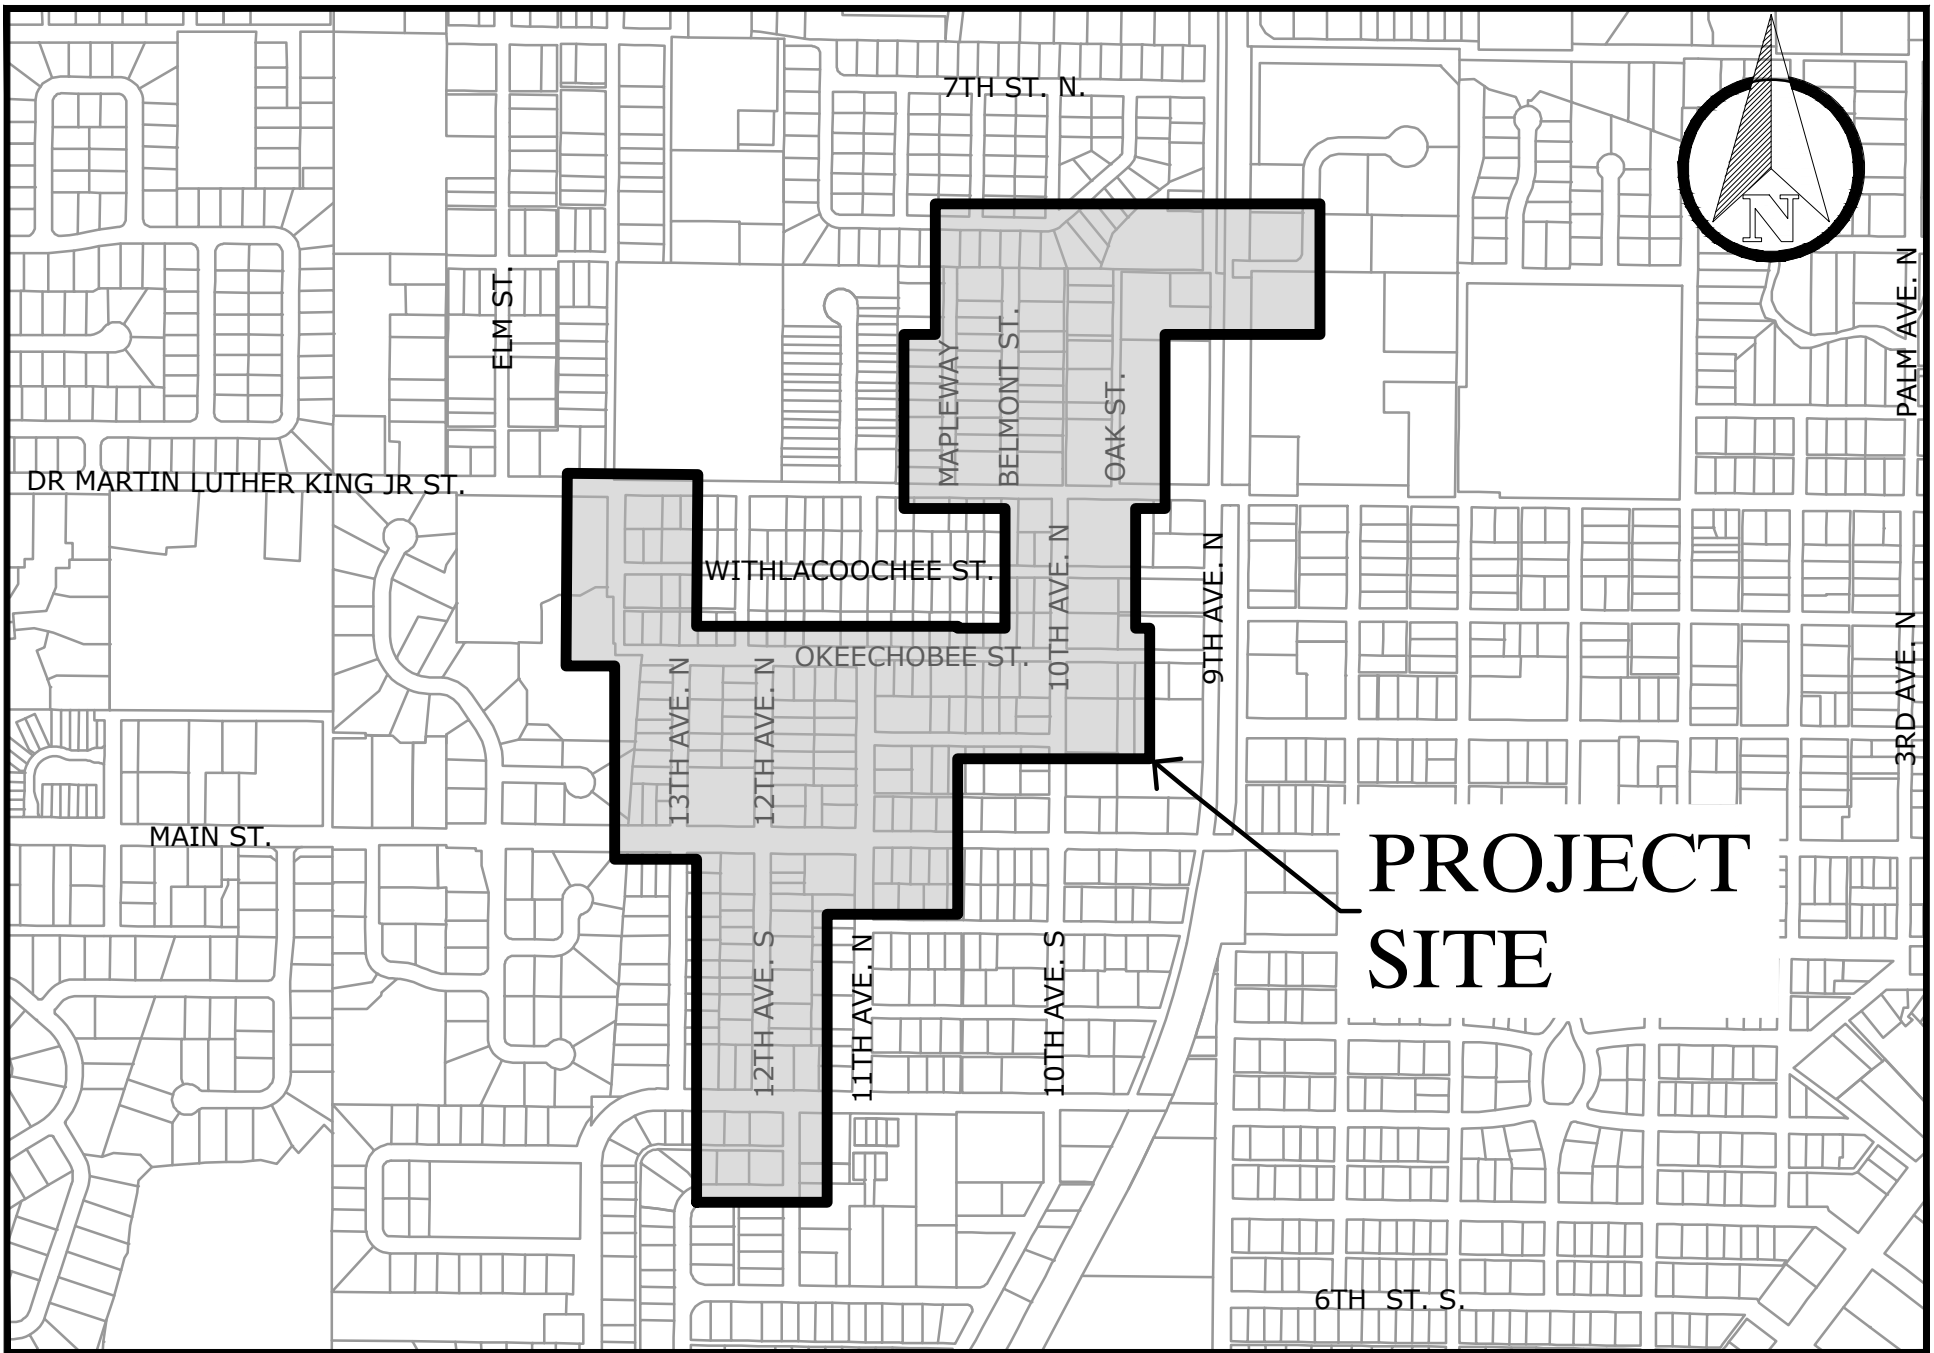 7TH ST. N.
N
ELM ST.
PALM AVE. N
MAPLEWAY
BELMONT ST.
OAK ST.
DR MARTIN LUTHER KING JR ST.
WITHLACOOCHEE ST.
10TH AVE. N
9TH AVE. N
OKEECHOBEE ST.
3RD AVE. N
13TH AVE. N
12TH AVE. N
MAIN ST.
PROJECT
SITE
12TH AVE. S
11TH AVE. N
10TH AVE. S
6TH ST. S.